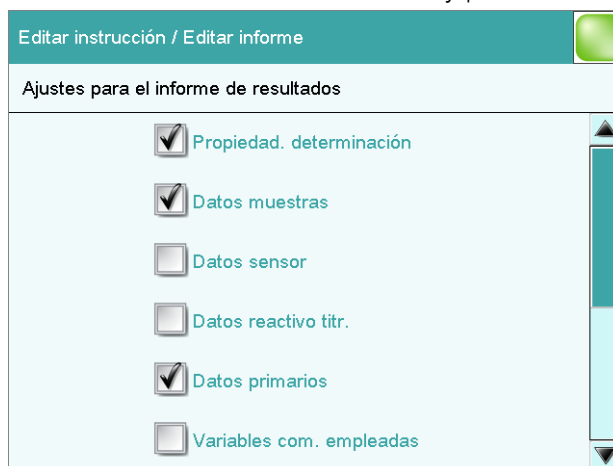 Editar instrucción / Editar informe
Ajustes para el informe de resultados
Propiedad. determinación
Datos muestras
Datos sensor
Datos reactivo titr.
Datos primarios
Variables com. empleadas